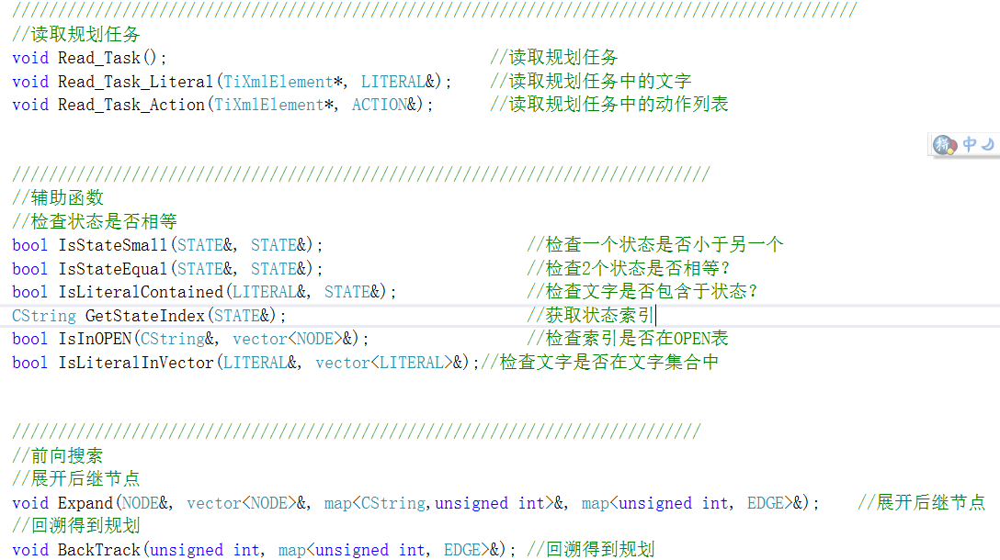 ////////////////////////////////////////////////////////////////////////////////////////////
//读取规划任务
void Read_Task(); //读取规划任务
void Read_Task_Literal(TiXmlElement*, LITERAL&); //读取规划任务中的文字
void Read_Task_Action(TiXmlElement*, ACTION&); //读取规划任务中的动作列表
拼 中
////////////////////////////////////////////////////////////////////////////
//辅助函数
//检查状态是否相等
bool IsStateSmall(STATE&, STATE&); //检查一个状态是否小于另一个
bool IsStateEqual(STATE&, STATE&); //检查2个状态是否相等?
bool IsLiteralContained(LITERAL&, STATE&); //检查文字是否包含于状态?
CString GetStateIndex(STATE&); //获取状态索引
bool IsInOPEN(CString&, vector<NODE>&); //检查索引是否在OPEN表
bool IsLiteralInVector(LITERAL&, vector<LITERAL>&);//检查文字是否在文字集合中
///////////////////////////////////////////////////////////////////////////
//前向搜索
//展开后继节点
void Expand(NODE&, vector<NODE>&, map<CString,unsigned int>&, map<unsigned int, EDGE>&); //展开后继节点
//回溯得到规划
void BackTrack(unsigned int, map<unsigned int, EDGE>&); //回溯得到规划